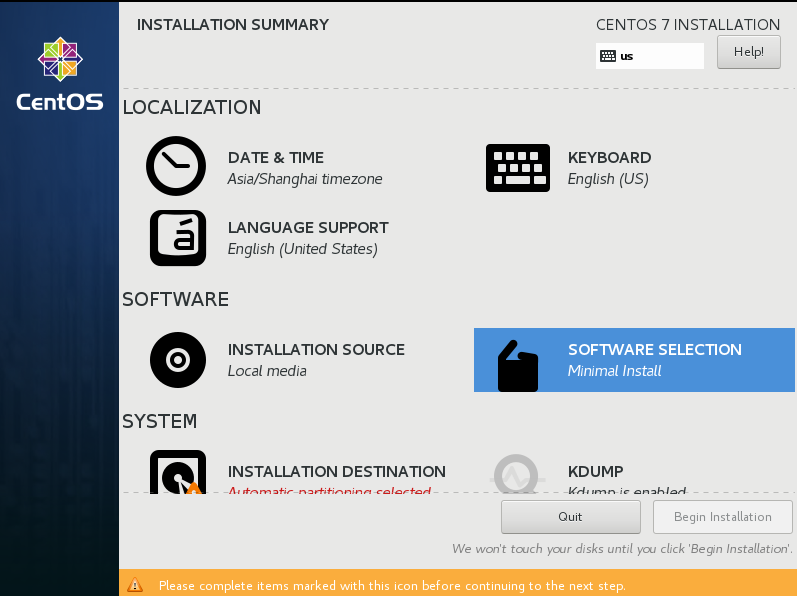 INSTALLATION SUMMARY
CENTOS 7 INSTALLATION
us
Help!
CentOS
LOCALIZATION
DATE & TIME
Asia/Shanghai timezone
KEYBOARD
English (US)
á
LANGUAGE SUPPORT
English (United States)
SOFTWARE
INSTALLATION SOURCE
Local media
SOFTWARE SELECTION
Minimal Install
SYSTEM
INSTALLATION DESTINATION
Automatic partitioning selected
KDUMP
Kdump is enabled
Quit
Begin Installation
We won't touch your disks until you click 'Begin Installation'.
Please complete items marked with this icon before continuing to the next step.